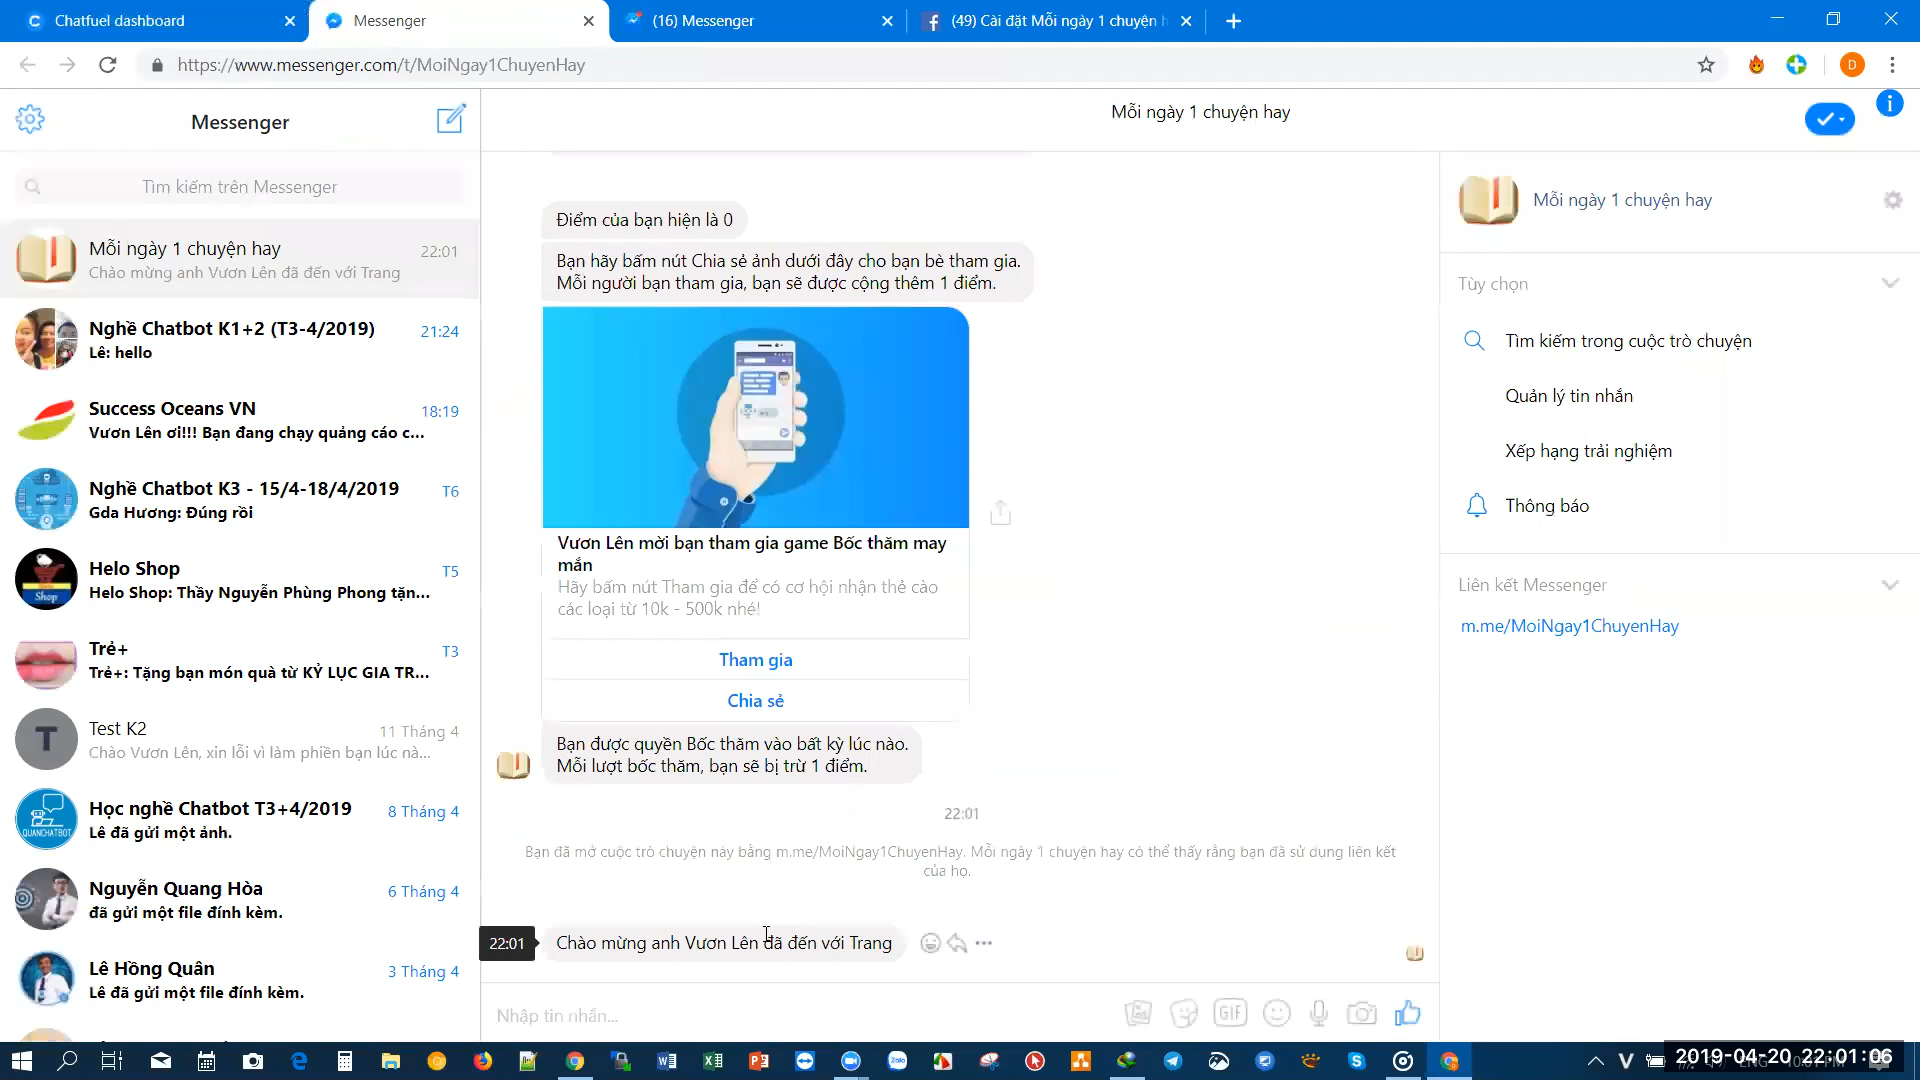 Chatfuel dashboard
Messenger
(16) Messenger
(49) Cài đặt Mỗi ngày 1 chuyện h
https://www.messenger.com/t/MoiNgay1ChuyenHay
D
Messenger
Tìm kiếm trên Messenger
Mỗi ngày 1 chuyện hay
22:01
Chào mừng anh Vươn Lên đã đến với Trang
Nghề Chatbot K1+2 (T3-4/2019)
21:24
Lê: hello
Success Oceans VN
18:19
Vươn Lên ơi!!! Bạn đang chạy quảng cáo c...
Nghề Chatbot K3 - 15/4-18/4/2019
T6
Gda Hương: Đúng rồi
Helo Shop
T5
Helo Shop: Thầy Nguyễn Phùng Phong tặn...
Shop
Trẻ+
T3
Trẻ+: Tặng bạn món quà từ KỶ LỤC GIA TR...
T
Test K2
11 Tháng 4
Chào Vươn Lên, xin lỗi vì làm phiền bạn lúc nà...
Học nghề Chatbot T3+4/2019
8 Tháng 4
Lê đã gửi một ảnh.
QUANCHATBOT
Nguyễn Quang Hòa
6 Tháng 4
đã gửi một file đính kèm.
Lê Hồng Quân
3 Tháng 4
Lê đã gửi một file đính kèm.
Mỗi ngày 1 chuyện hay
Điểm của bạn hiện là 0
Bạn hãy bấm nút Chia sẻ ảnh dưới đây cho bạn bè tham gia.
Mỗi người bạn tham gia, bạn sẽ được cộng thêm 1 điểm.
Vươn Lên mời bạn tham gia game Bốc thăm may
mắn
Hãy bấm nút Tham gia để có cơ hội nhận thẻ cào
các loại từ 10k - 500k nhé!
Tham gia
Chia sẻ
Bạn được quyền Bốc thăm vào bất kỳ lúc nào.
Mỗi lượt bốc thăm, bạn sẽ bị trừ 1 điểm.
22:01
Bạn đã mở cuộc trò chuyện này bằng m.me/MoiNgay1ChuyenHay. Mỗi ngày 1 chuyện hay có thể thấy rằng bạn đã sử dụng liên kết
của họ.
22:01
Chào mừng anh Vươn Lên đã đến với Trang
Nhập tin nhắn...
GIF
Mỗi ngày 1 chuyện hay
Tùy chọn
Tìm kiếm trong cuộc trò chuyện
Quản lý tin nhắn
Xếp hạng trải nghiệm
Thông báo
Liên kết Messenger
m.me/MoiNgay1ChuyenHay
2019-04-20 22:01:06